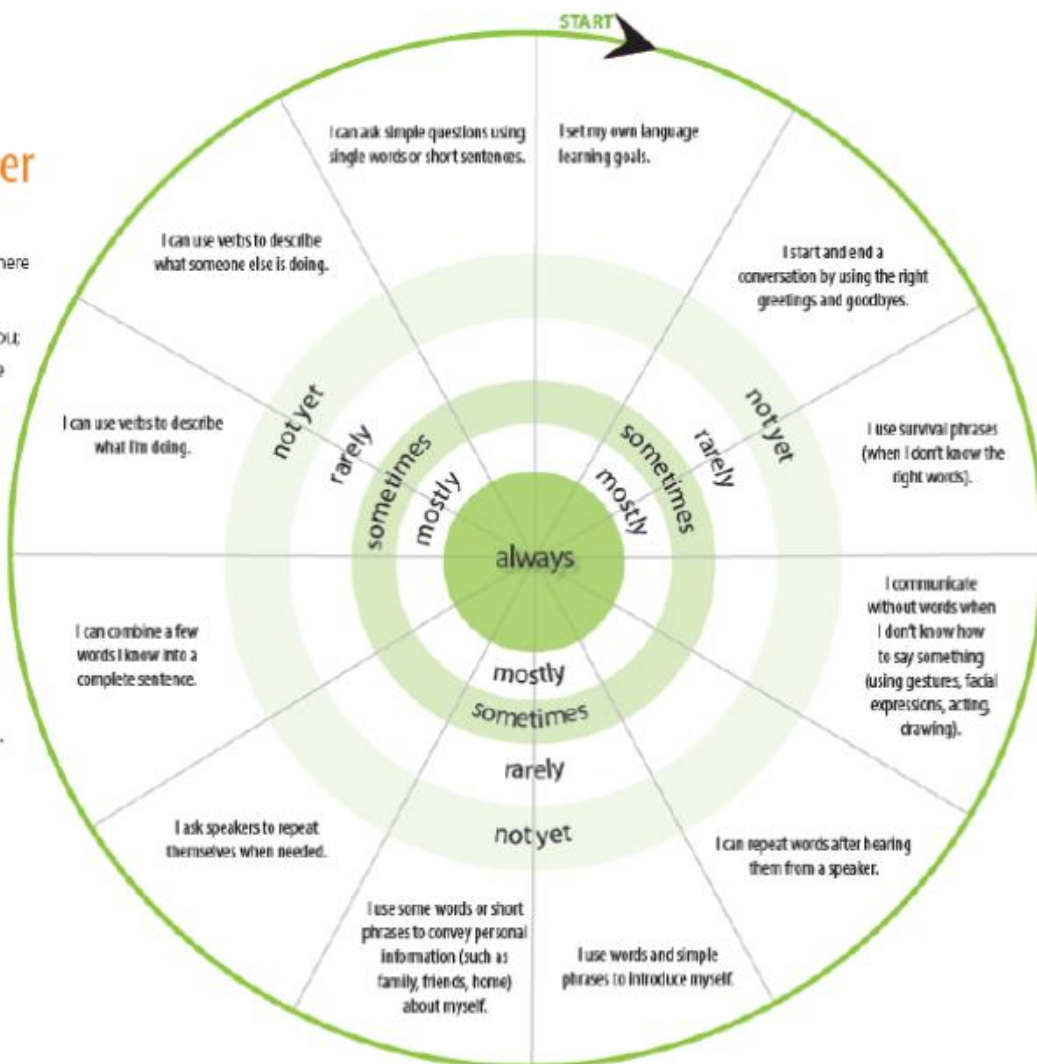 START
I set my own language
learning goals.
I start and end a
conversation by using the right
greetings and goodbyes.
I use survival phrases
(when I don't know the
right words).
I communicate
without words when
I don't know how
to say something
(using gestures, facial
expressions, acting,
drawing).
I can repeat words after hearing
them from a speaker.
I use words and simple
phrases to introduce myself.
I use some words or short
phrases to convey personal
information (such as
family, friends, home)
about myself.
I ask speakers to repeat
themselves when needed.
I can combine a few
words I know into a
complete sentence.
I can use verbs to describe
what I'm doing.
I can use verbs to describe
what someone else is doing.
I can ask simple questions using
single words or short sentences.
not yet
rarely
sometimes
mostly
always
mostly
sometimes
rarely
not yet
mostly
sometimes
rarely
not yet
er